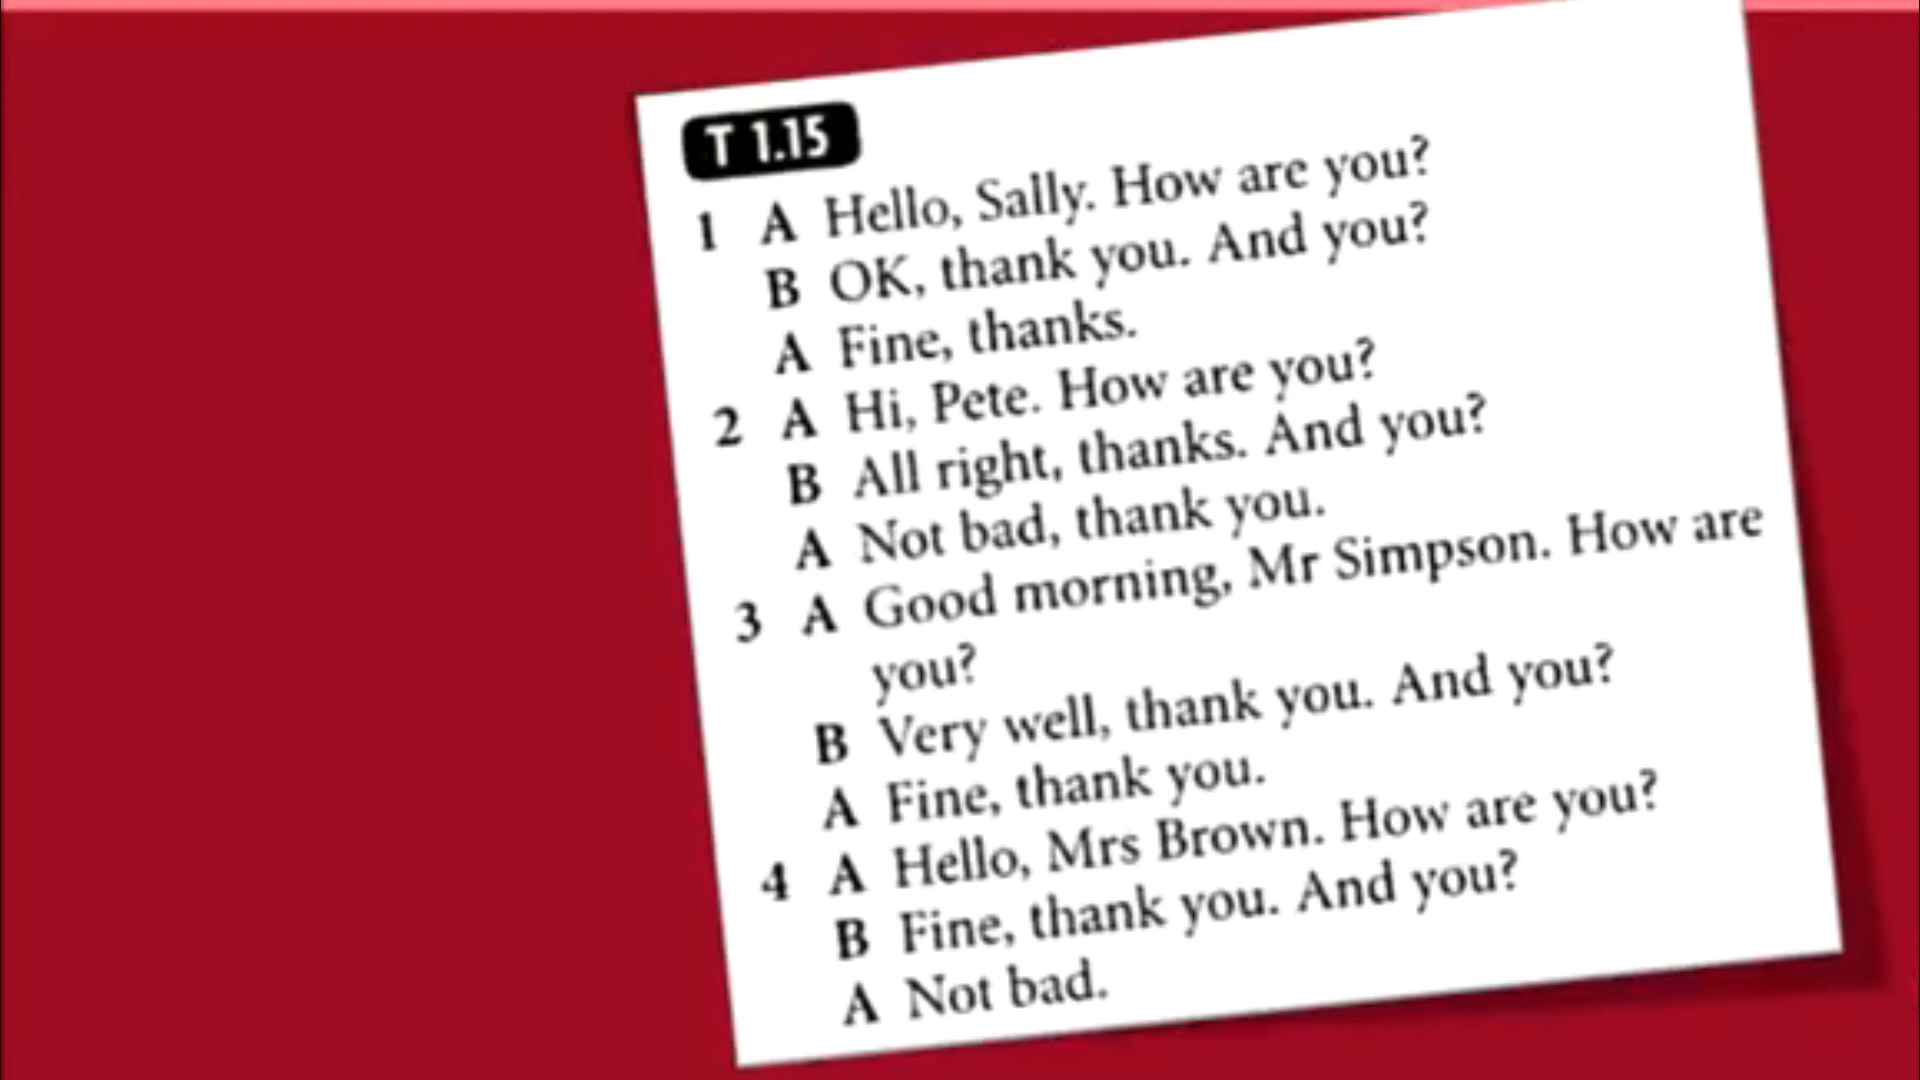 T 1.15
1 A Hello, Sally. How are you?
B OK, thank you. And you?
A Fine, thanks.
2 A Hi, Pete. How are you?
B All right, thanks. And you?
A Not bad, thank you.
3 A Good morning, Mr Simpson. How are
you?
B Very well, thank you. And you?
A Fine, thank you.
4 A Hello, Mrs Brown. How are you?
B Fine, thank you. And you?
A Not bad.